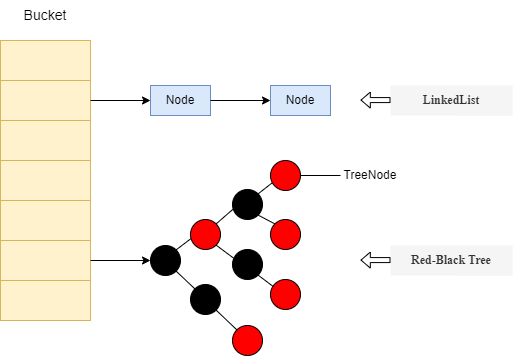 Bucket
Node
Node
LinkedList
TreeNode
Red-Black Tree